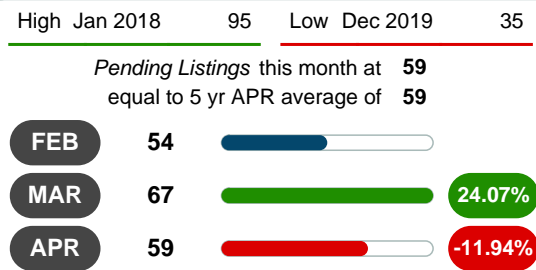 High Jan 2018 95 Low Dec 2019 35
Pending Listings this month at 59
equal to 5 yr APR average of 59
FEB 54
MAR 67 24.07%
APR 59 -11.94%